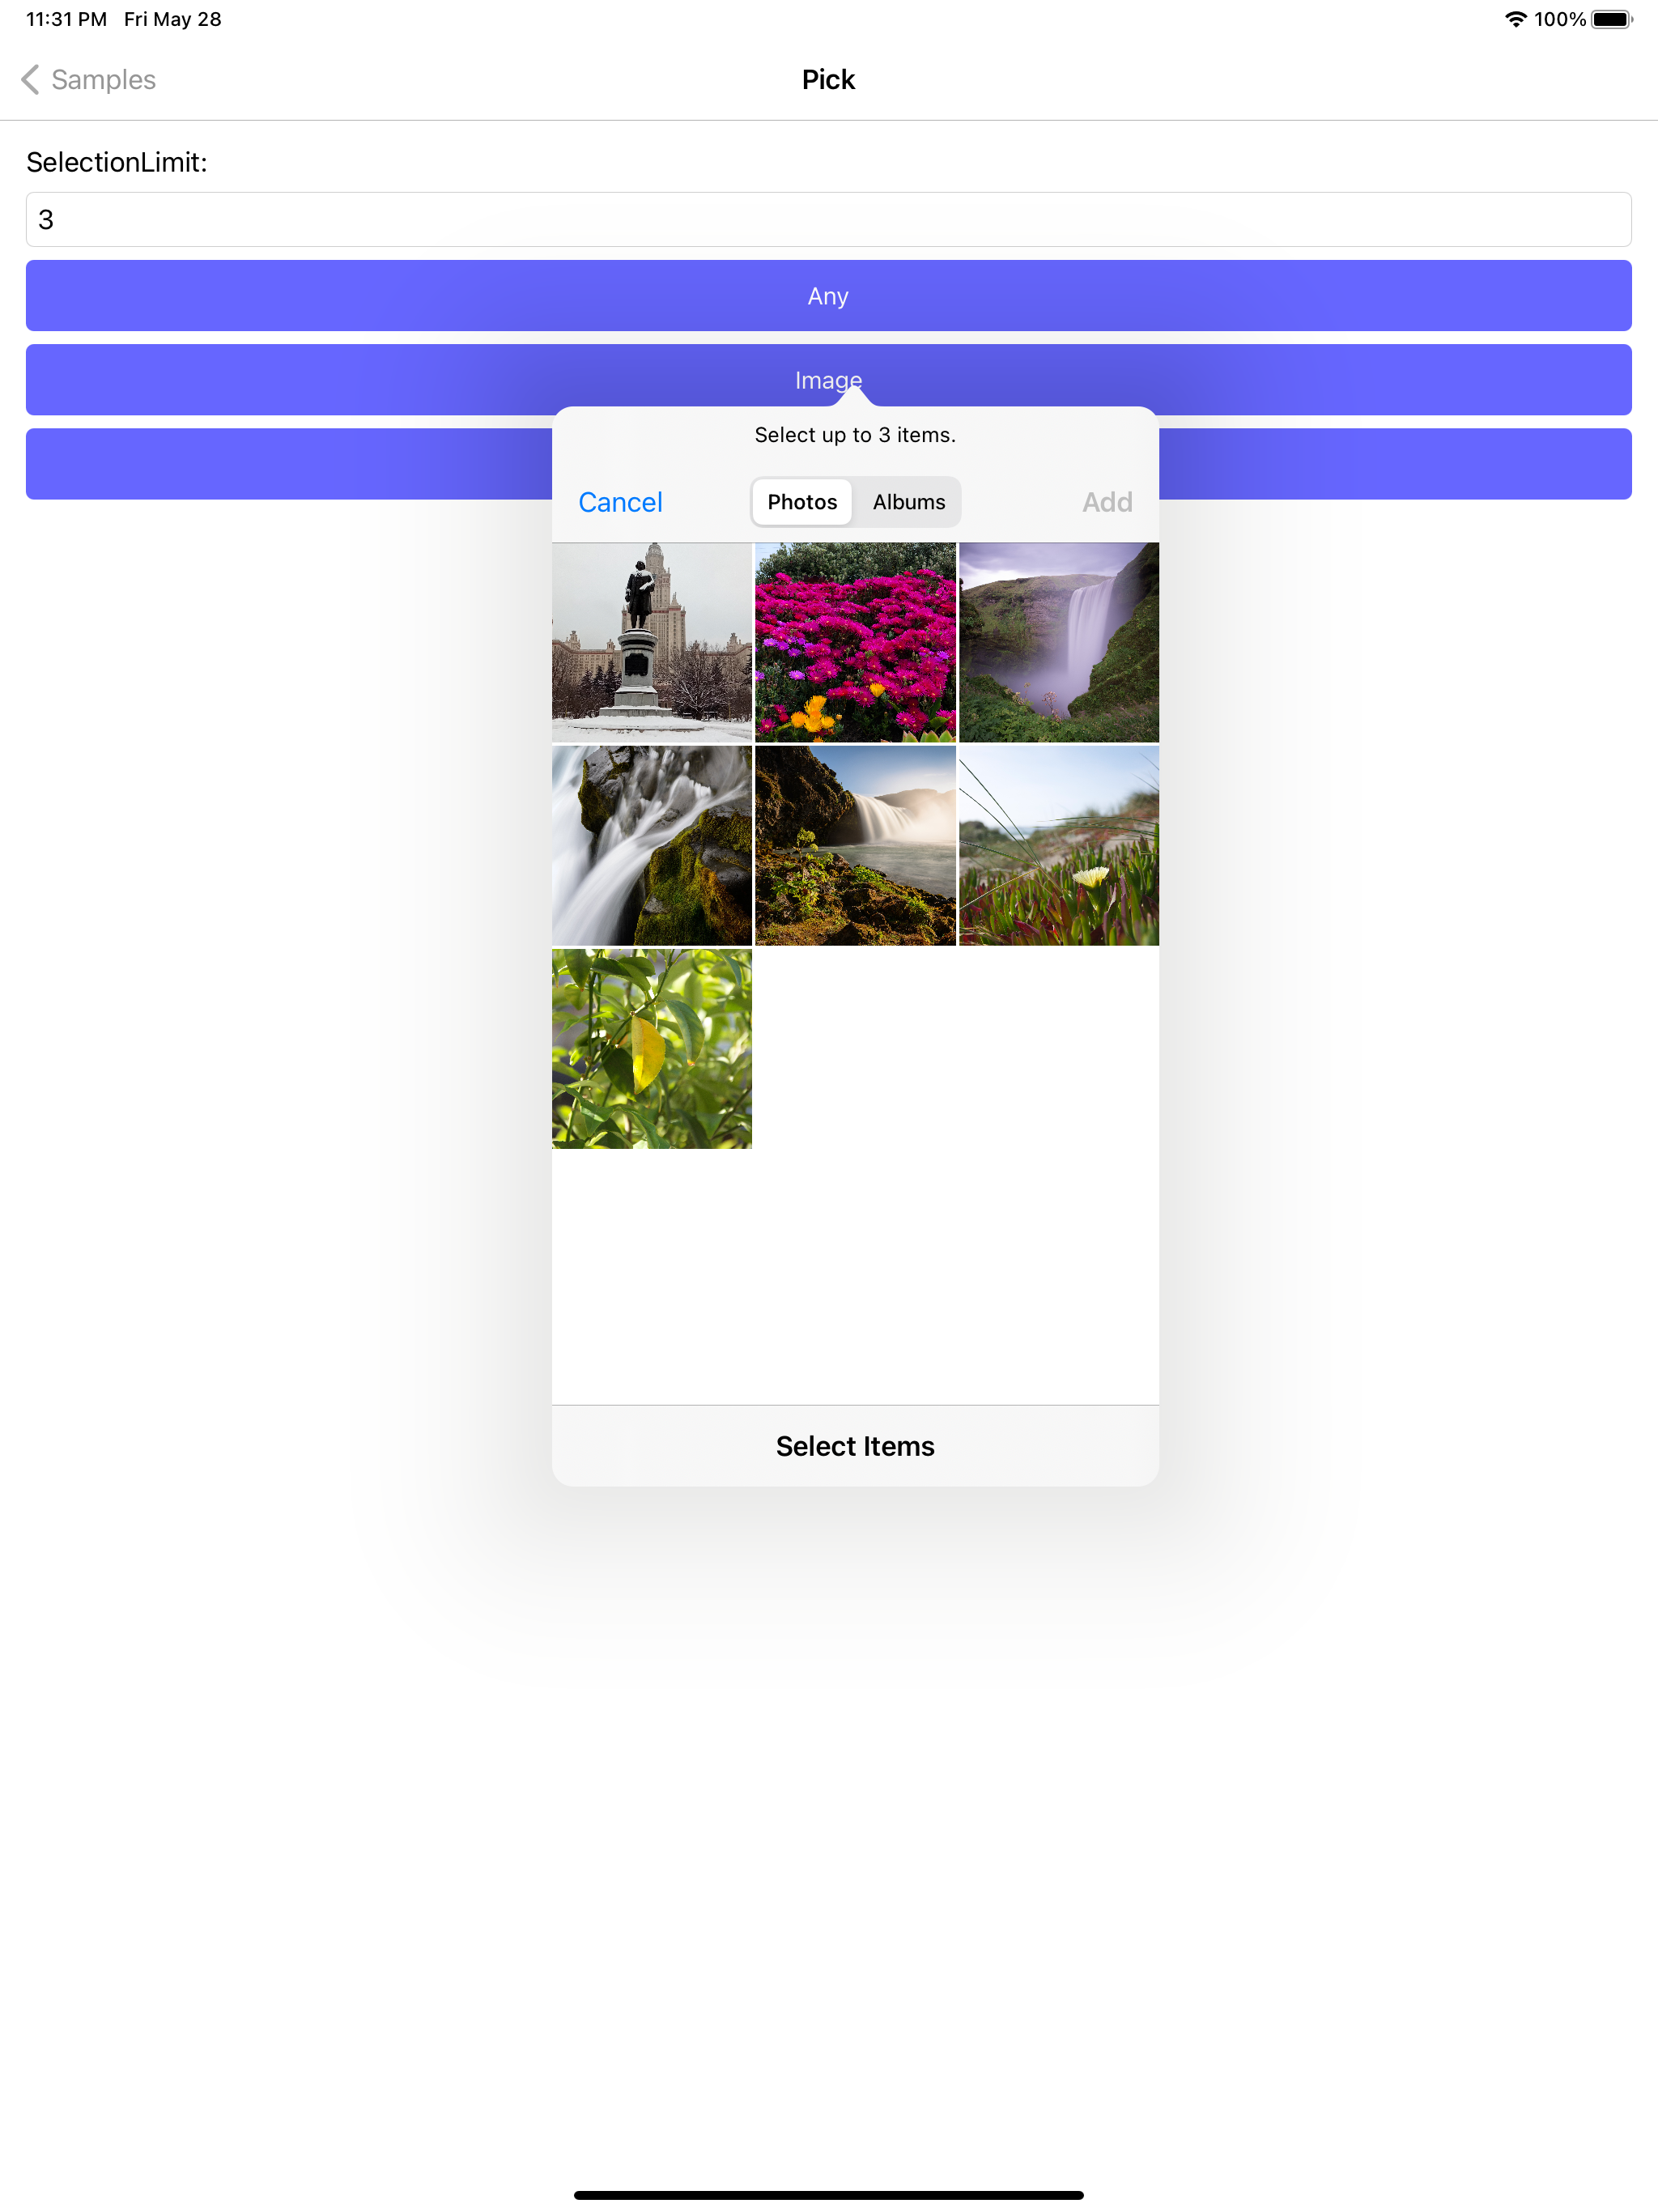 11:31 PM Fri May 28 100%
Samples
Pick
SelectionLimit:
3
Any
Image
Select up to 3 items.
Cancel
Photos
Albums
Add
Select Items